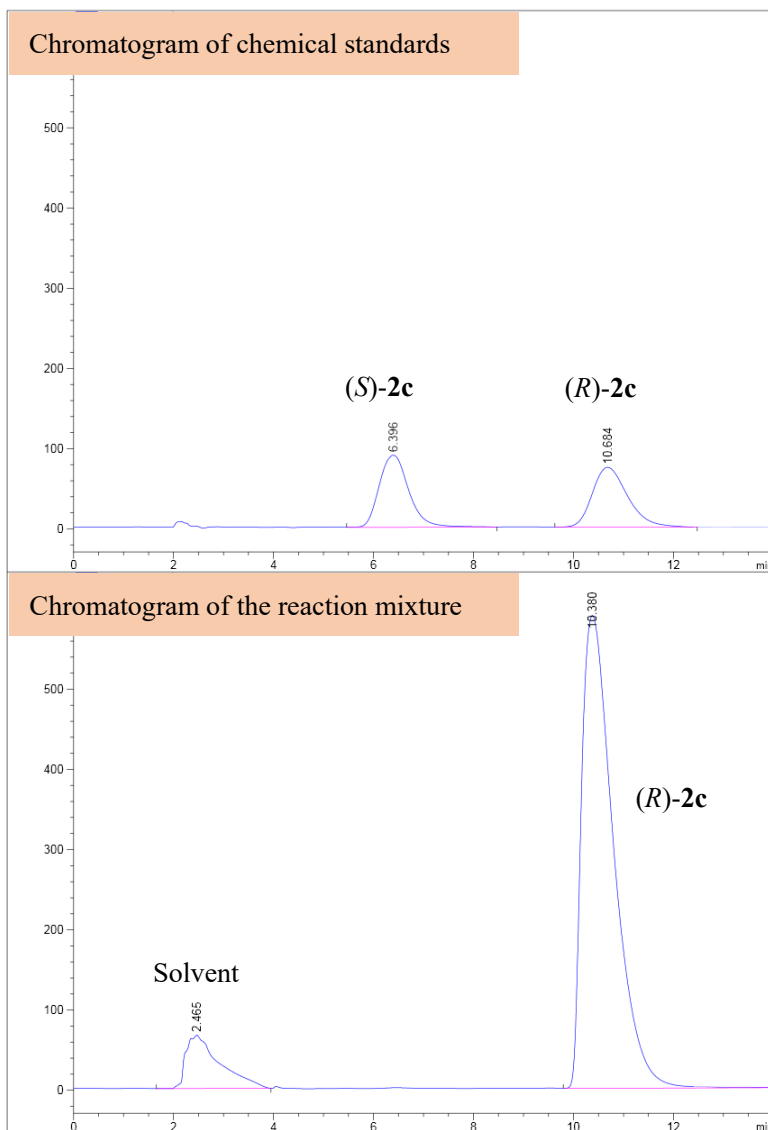 Chromatogram of chemical standards
500
400
300
200
100
0
(S)-2c
(R)-2c
6.396
10.684
0 2 4 6 8 10 12 min
Chromatogram of the reaction mixture
500
400
300
200
100
0
10.380
(R)-2c
Solvent
2.465
0 2 4 6 8 10 12 min